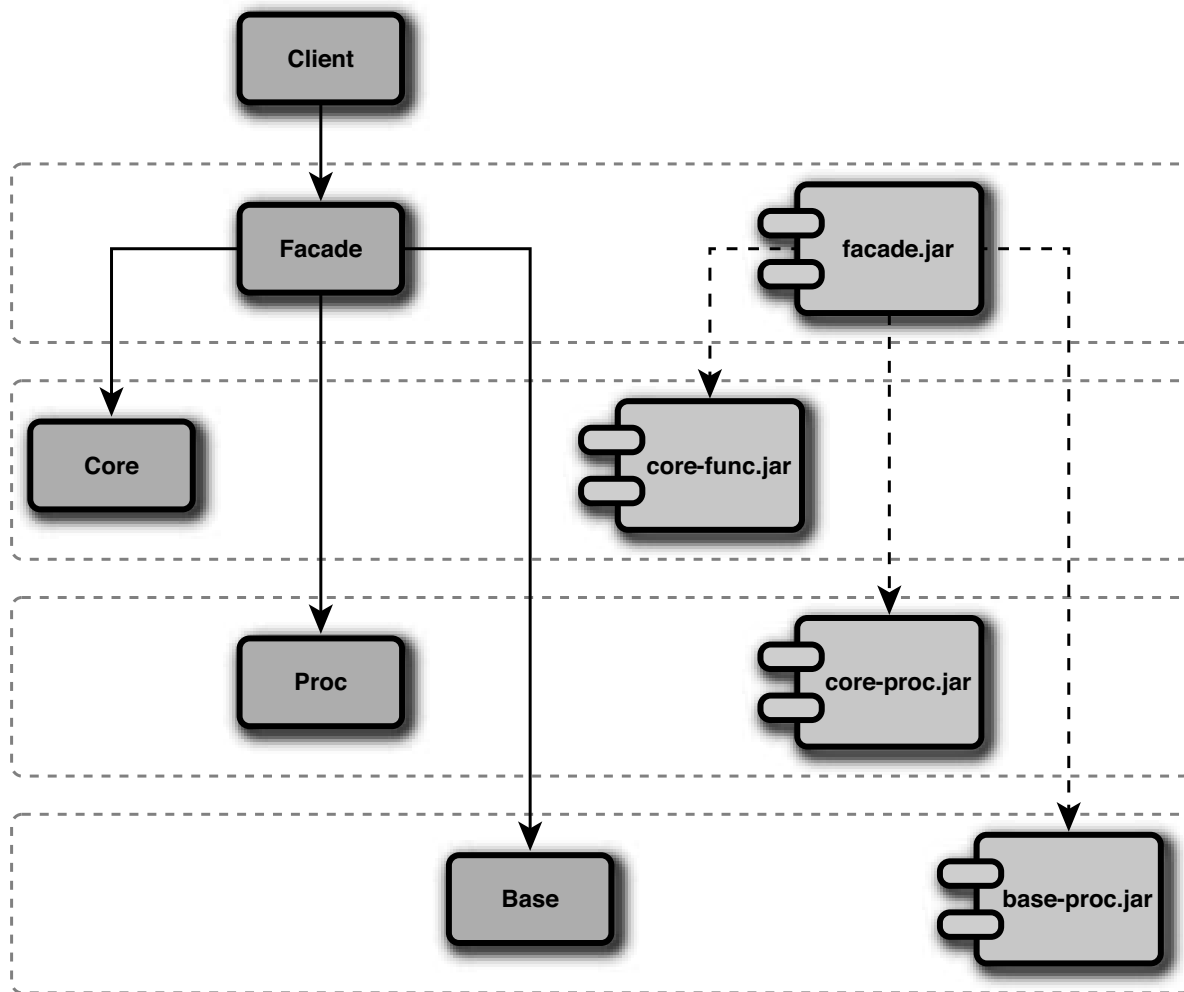 Client
Facade
facade.jar
Core
core-func.jar
Proc
core-proc.jar
Base
base-proc.jar